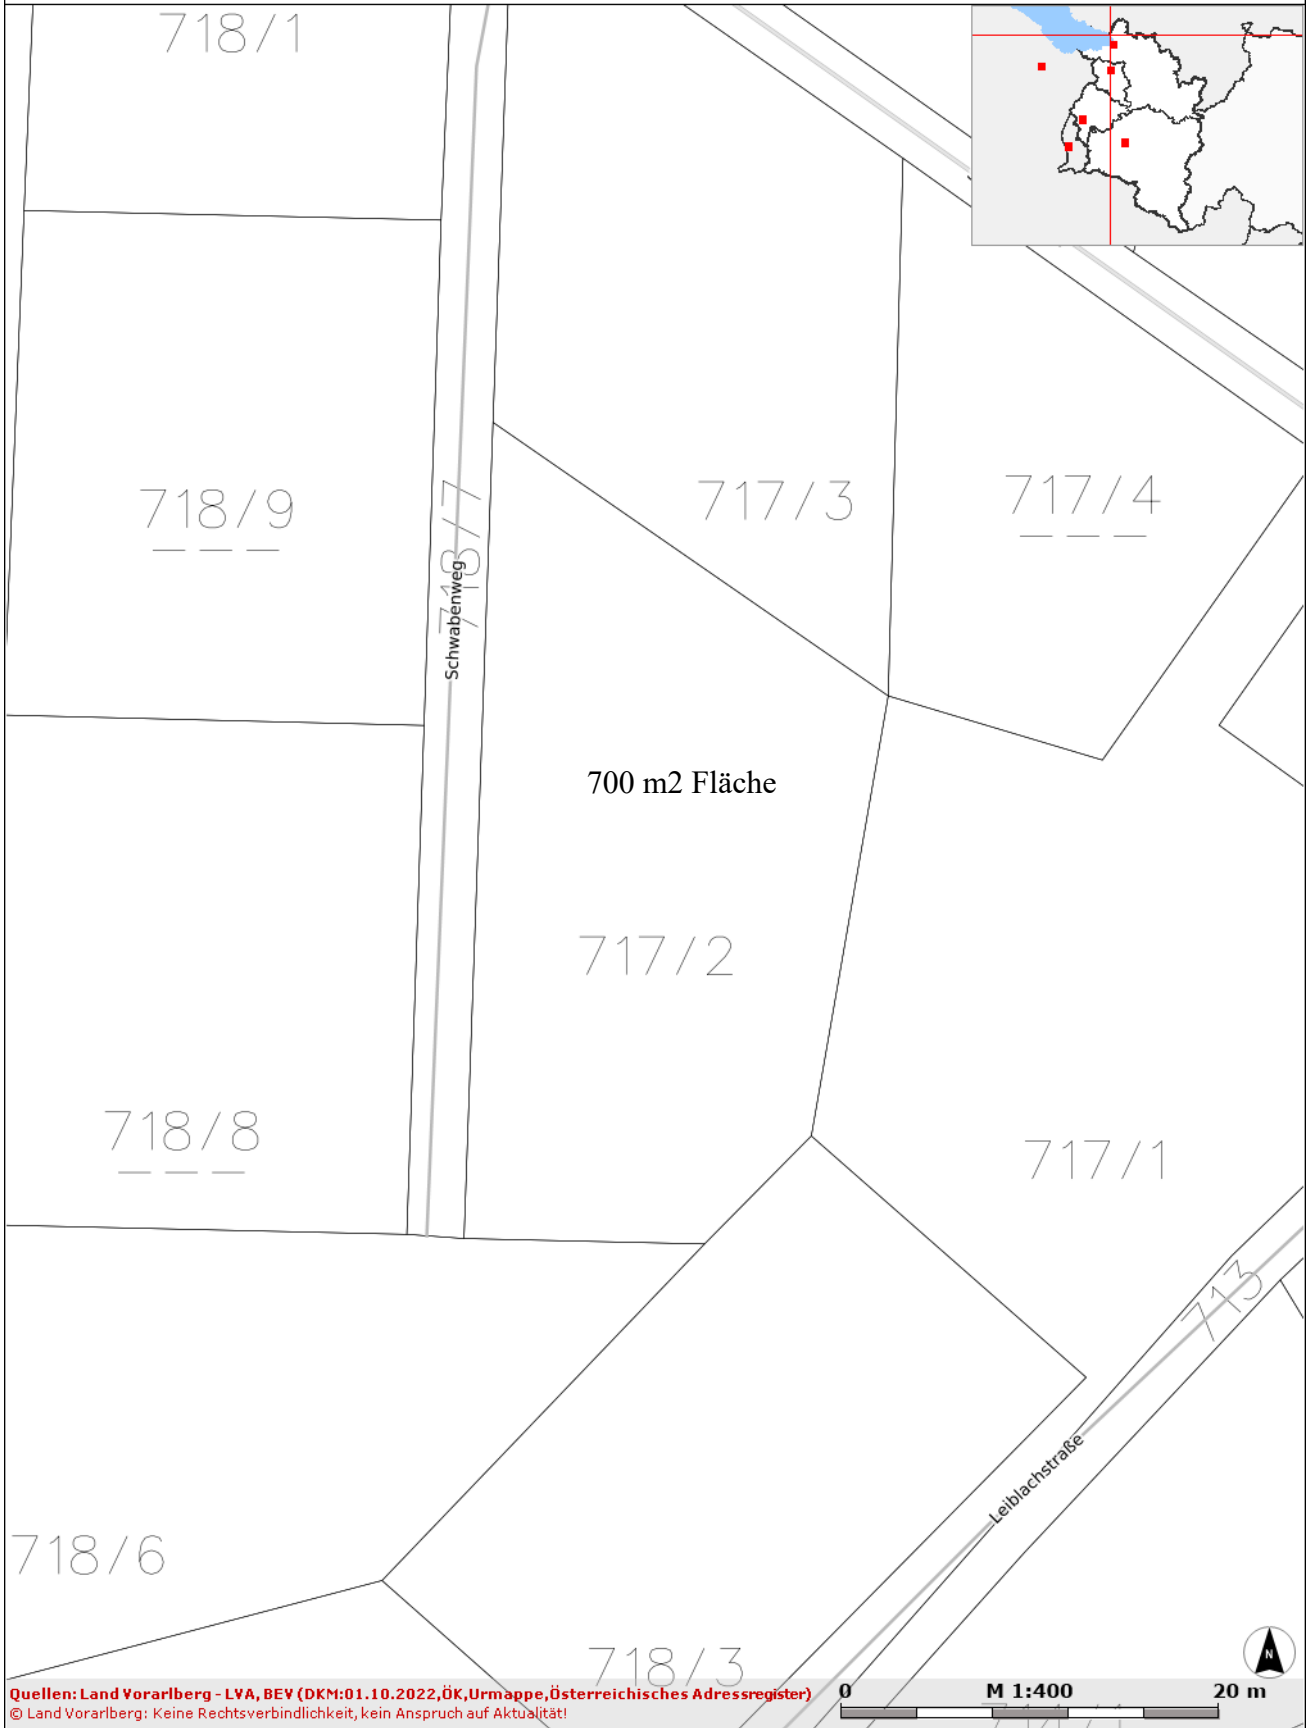 718/1
718/9
718/7
Schwabenweg
717/3
717/4
700 m2 Fläche
717/2
718/8
717/1
713
Leiblachstraße
718/6
718/3
N
Quellen: Land Vorarlberg - LVA, BEV (DKM:01.10.2022,ÖK,Urmappe,Österreichisches Adressregister)
© Land Vorarlberg: Keine Rechtsverbindlichkeit, kein Anspruch auf Aktualität!
0 M 1:400 20 m